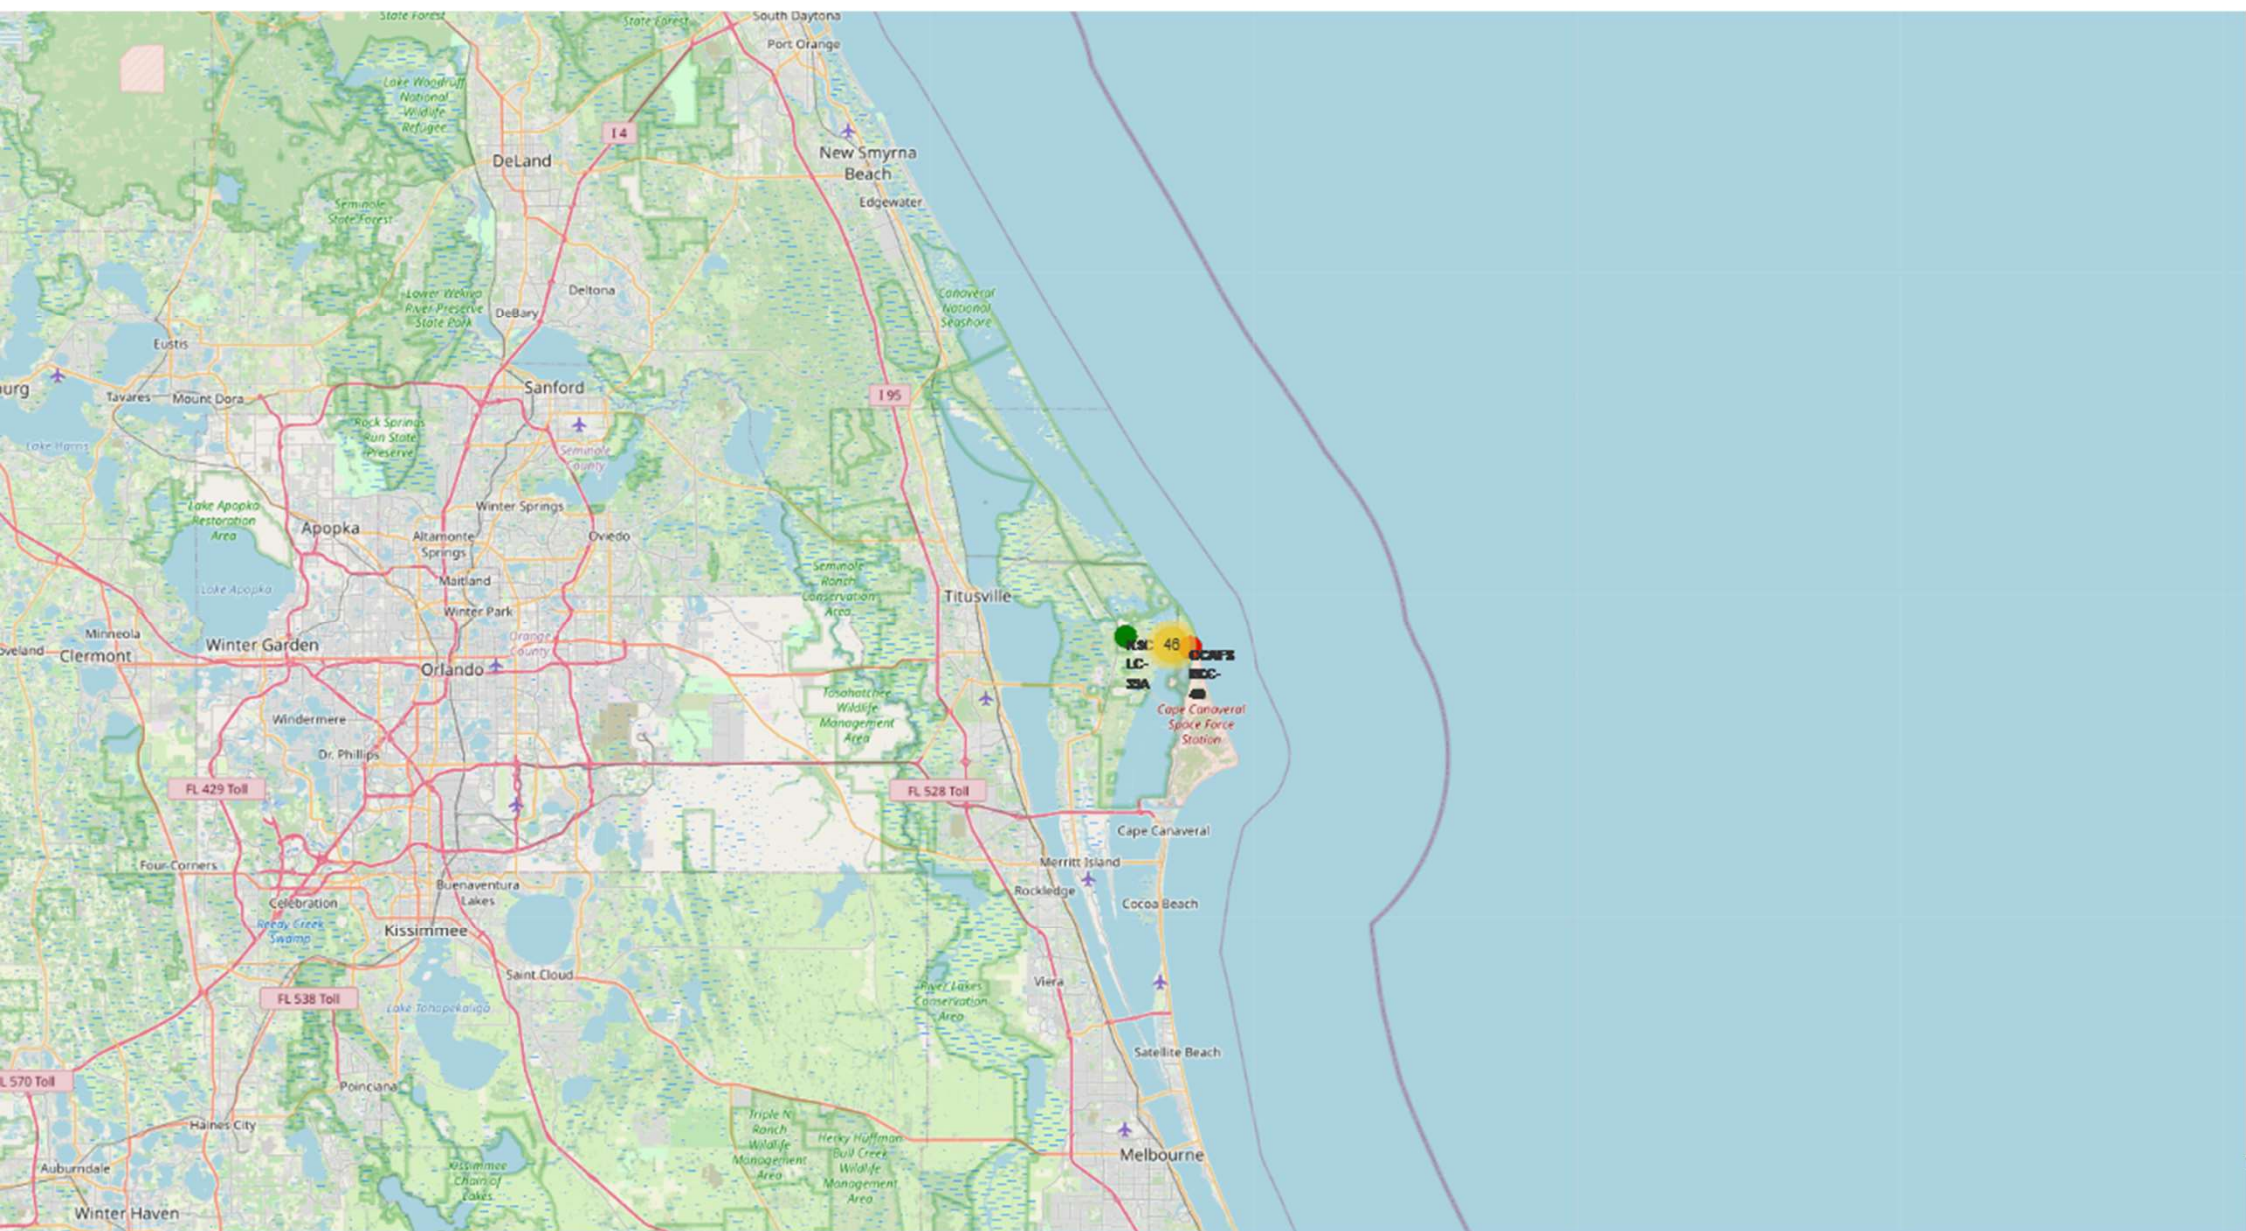 State Forest
State Forest
South Daytona
Port Orange
Lake Woodruff
National
Wildlife
Refugee
I 4
DeLand
New Smyrna
Beach
Edgewater
Seminole
State Forest
Lower Wekiva
River Preserve
State Park
Deltona
DeBary
Canaveral
National
Seashore
Eustis
urg
Tavares
Mount Dora
Sanford
I 95
Lake Harris
Rock Springs
Run State
Preserve
Seminole
County
Lake Apopka
Restoration
Area
Apopka
Winter Springs
Altamonte
Springs
Oviedo
Lake Apopka
Maitland
Winter Park
Seminole
Ranch
Conservation
Area
Titusville
Minneola
oveland
Clermont
Winter Garden
Orange
County
Orlando
KSC
LC-
46
CCAFS
Cape Canaveral
Space Force
Station
Windermere
Dr. Phillips
Tosohatchee
Wildlife
Management
Area
FL 429 Toll
FL 528 Toll
Cape Canaveral
Four Corners
Merritt Island
Buenaventura
Lakes
Rockledge
Celebration
Cocoa Beach
Reedy Creek
Swamp
Kissimmee
Saint Cloud
Viera
River Lakes
Conservation
Area
FL 538 Toll
Lake Tohopekaliga
Satellite Beach
L 570 Toll
Poinciana
Haines City
Triple N
Ranch
Wildlife
Management
Area
Herky Huffman
Bull Creek
Wildlife
Management
Area
Melbourne
Auburndale
Kissimmee
Chain of
Lakes
Winter Haven